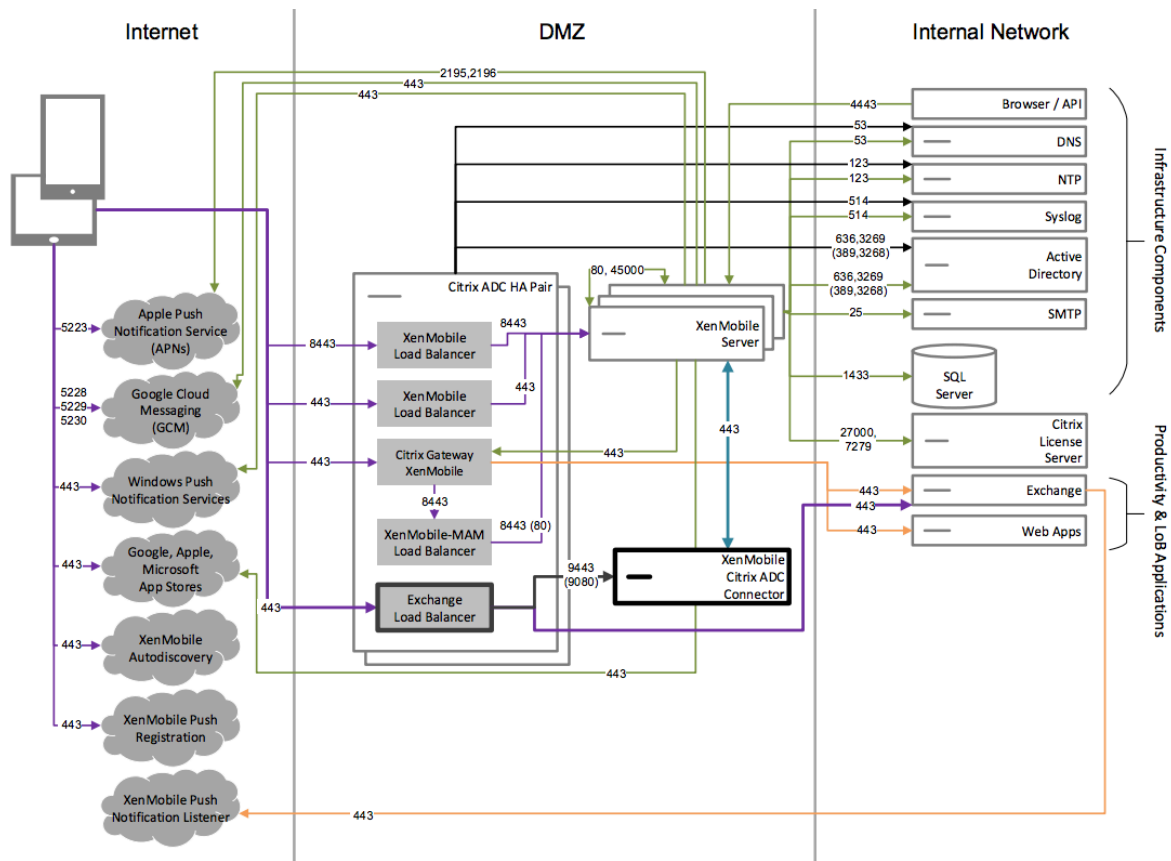 Internet
DMZ
Internal Network
2195,2196
443
443
4443
Browser / API
53
53
DNS
123
123
NTP
514
514
Syslog
636,3269
(389,3268)
636,3269
(389,3268)
Active
Directory
25
SMTP
1433
SQL
Server
Infrastructure Components
27000,
7279
Citrix
License
Server
443
443
Exchange
443
Web Apps
Productivity & LoB Applications
5223
Apple Push
Notification Service
(APNs)
5228
5229
5230
Google Cloud
Messaging
(GCM)
443
Windows Push
Notification Services
443
Google, Apple,
Microsoft
App Stores
443
XenMobile
Autodiscovery
443
XenMobile Push
Registration
XenMobile Push
Notification Listener
443
Citrix ADC HA Pair
8443
XenMobile
Load Balancer
8443
443
XenMobile
Load Balancer
443
443
Citrix Gateway
XenMobile
443
8443
XenMobile-MAM
Load Balancer
8443 (80)
443
Exchange
Load Balancer
9443
(9080)
80, 45000
XenMobile
Server
443
XenMobile
Citrix ADC
Connector
443